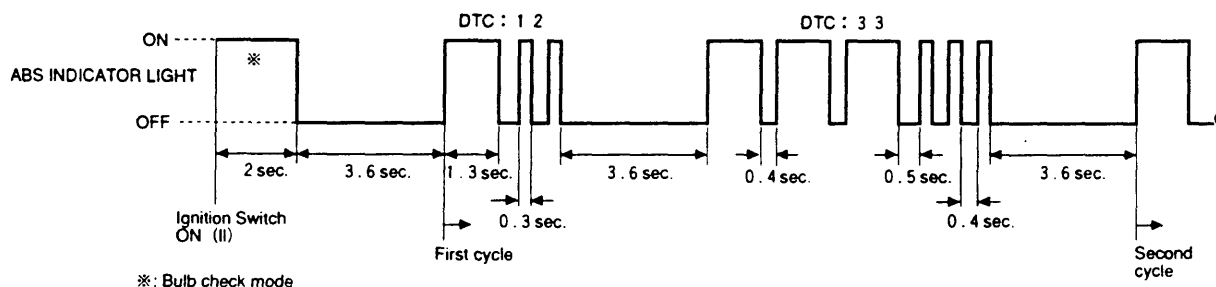 DTC: 1 2
DTC: 3 3
ON
※
ABS INDICATOR LIGHT
OFF
2 sec.
3.6 sec.
1.3 sec.
3.6 sec.
0.4 sec.
0.5 sec.
3.6 sec.
0.3 sec.
0.4 sec.
Ignition Switch
ON (II)
First cycle
Second
cycle
※: Bulb check mode